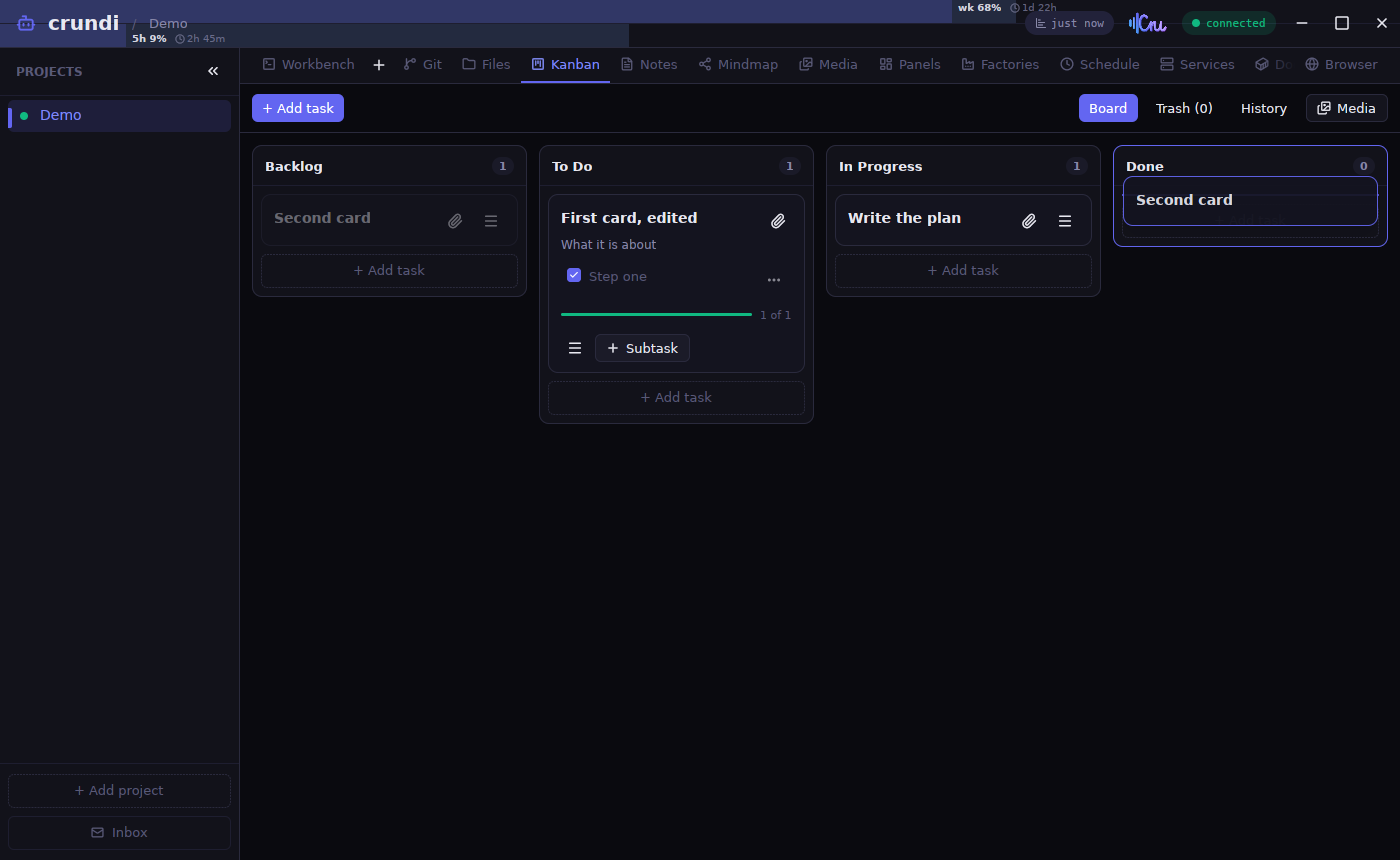 crundi / Demo
wk 68% 1d 22h
5h 9% 2h 45m
just now
connected
PROJECTS
Demo
+ Add project
Inbox
Workbench + Git Files Kanban Notes Mindmap Media Panels Factories Schedule Services Do Browser
+ Add task
Board Trash (0) History Media
Backlog 1
Second card
+ Add task
To Do 1
First card, edited
What it is about
Step one
1 of 1
+ Subtask
+ Add task
In Progress 1
Write the plan
+ Add task
Done 0
Second card
+ Add task